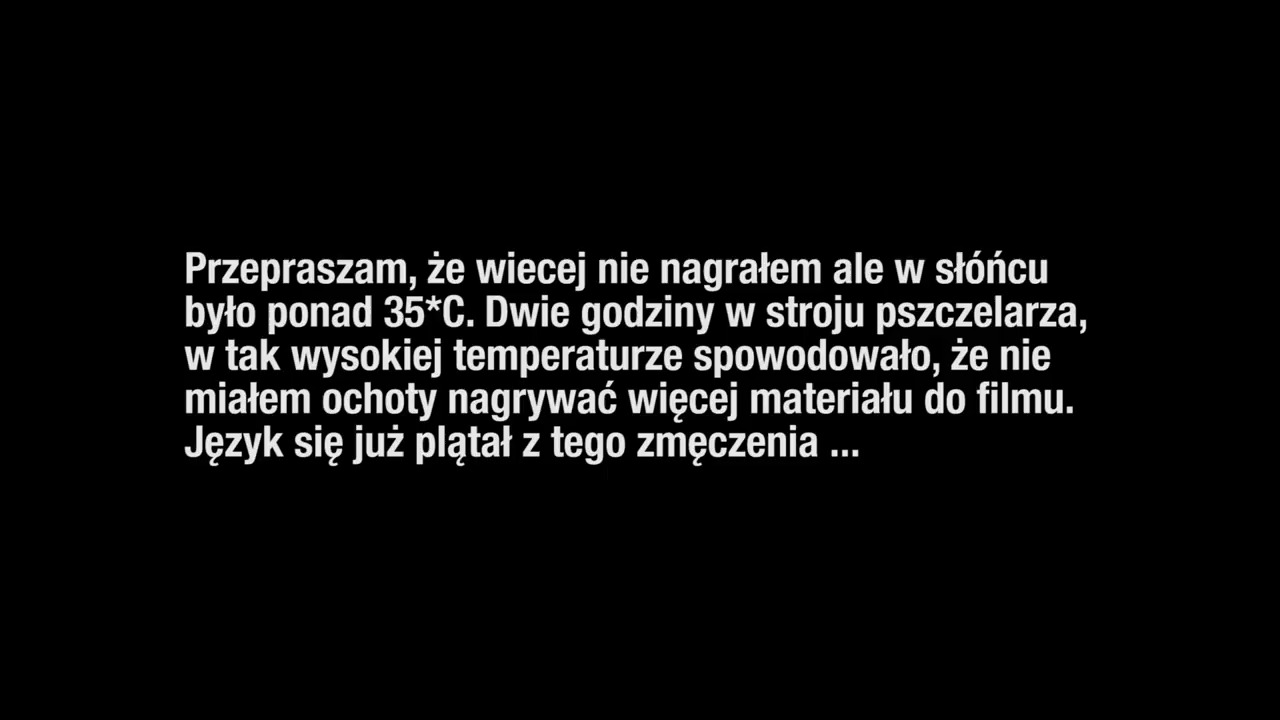 Przepraszam, że wiecej nie nagrałem ale w słóńcu
było ponad 35*C. Dwie godziny w stroju pszczelarza,
w tak wysokiej temperaturze spowodowało, że nie
miałem ochoty nagrywać więcej materiału do filmu.
Język się już plątał z tego zmęczenia ...